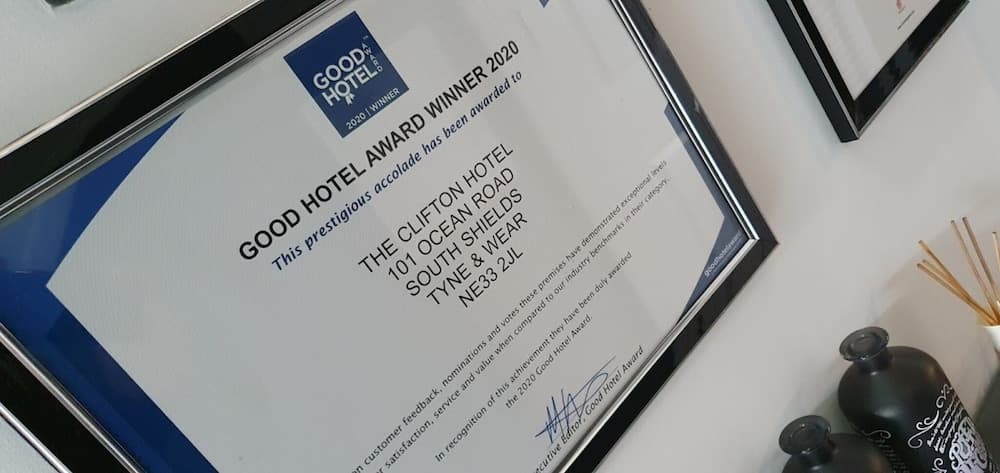 GOOD
HOTEL
AWARD
™
2020 | WINNER
GOOD HOTEL AWARD WINNER 2020
This prestigious accolade has been awarded to
THE CLIFTON HOTEL
101 OCEAN ROAD
SOUTH SHIELDS
TYNE & WEAR
NE33 2JL
on customer feedback, nominations and votes these premises have demonstrated exceptional levels
satisfaction, service and value when compared to our industry benchmarks in their category.
In recognition of this achievement they have been duly awarded
the 2020 Good Hotel Award.
Editor, Good Hotel Award